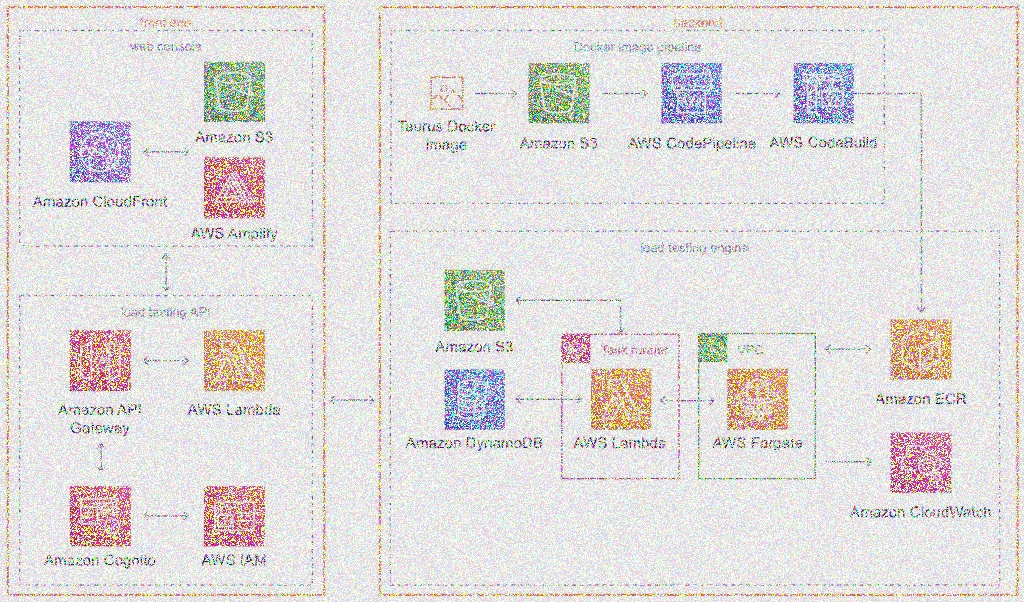 front end
web console
Amazon S3
Amazon CloudFront
AWS Amplify
load testing API
Amazon API
Gateway
AWS Lambda
Amazon Cognito
AWS IAM
backend
Docker image pipeline
Taurus Docker
Image
Amazon S3
AWS CodePipeline
AWS CodeBuild
load testing engine
Amazon S3
Task runner
VPC
Amazon DynamoDB
AWS Lambda
AWS Fargate
Amazon ECR
Amazon CloudWatch